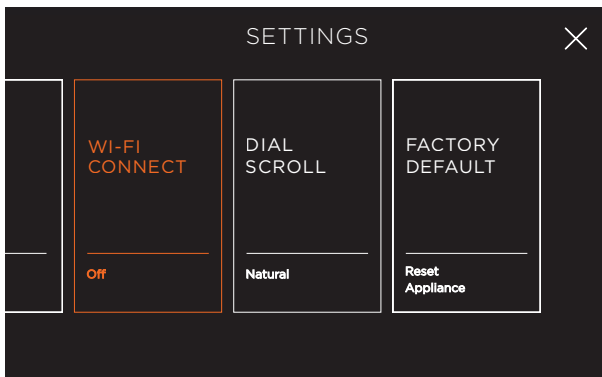 SETTINGS
WI-FI
CONNECT
Off
DIAL
SCROLL
Natural
FACTORY
DEFAULT
Reset
Appliance